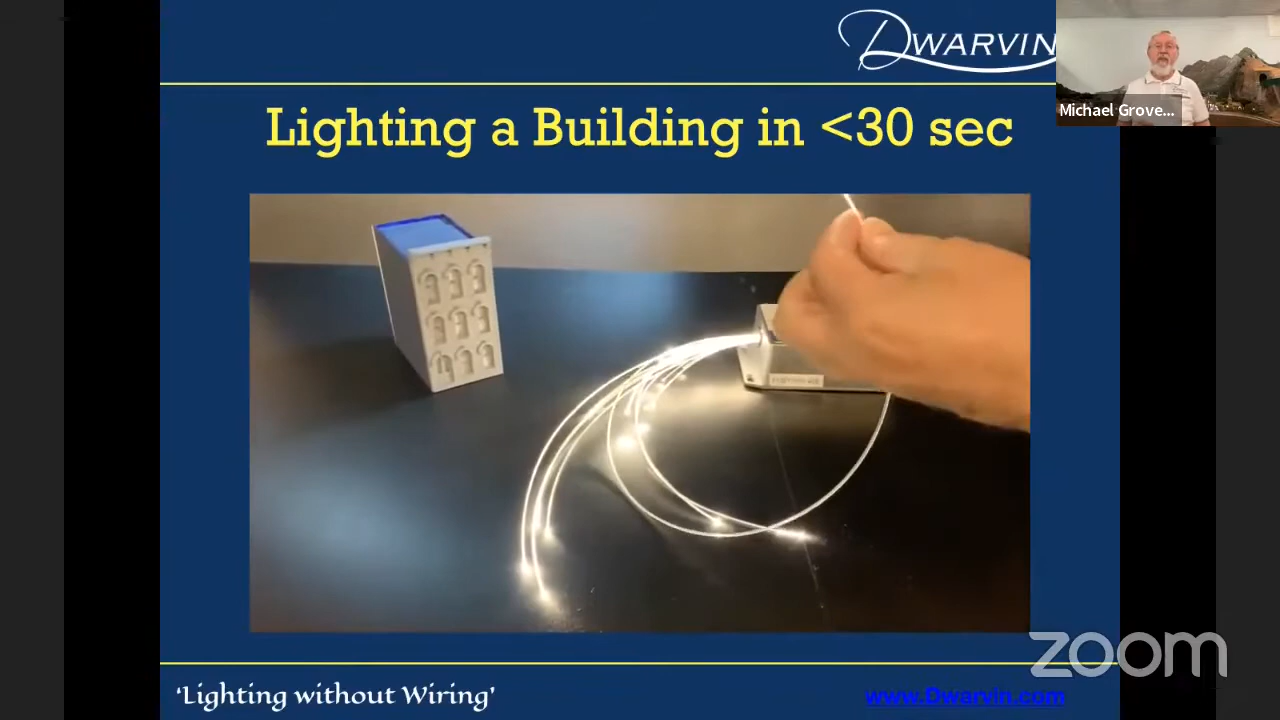 DWARVIN
Michael Grove...
Lighting a Building in <30 sec
zoom
'Lighting without Wiring'
www.Dwarvin.com